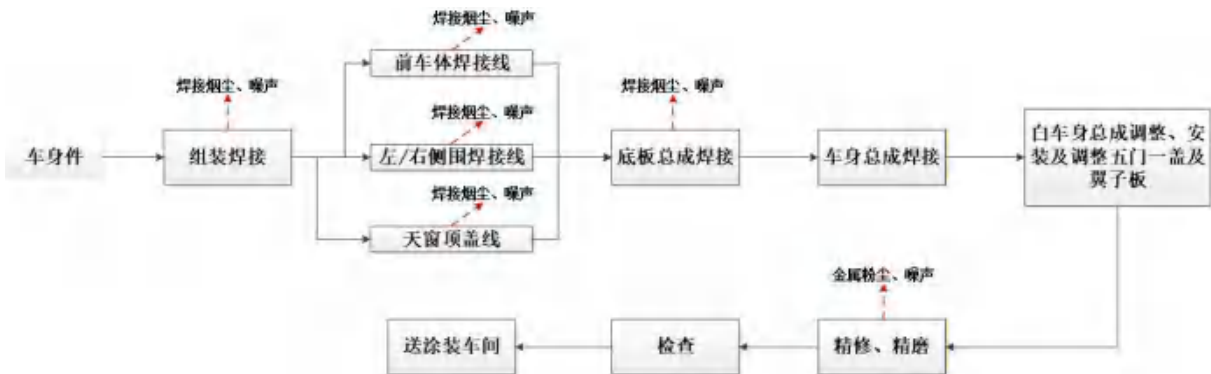 焊接烟尘、噪声
前车体焊接线
焊接烟尘、噪声
焊接烟尘、噪声
焊接烟尘、噪声
车身件
组装焊接
左/右侧围焊接线
底板总成焊接
车身总成焊接
白车身总成调整、安
装及调整五门一盖及
翼子板
焊接烟尘、噪声
天窗顶盖线
金属粉尘、噪声
送涂装车间
检查
精修、精磨